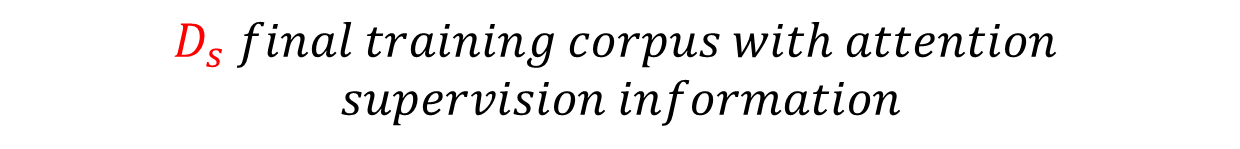 D_s final training corpus with attention
supervision information